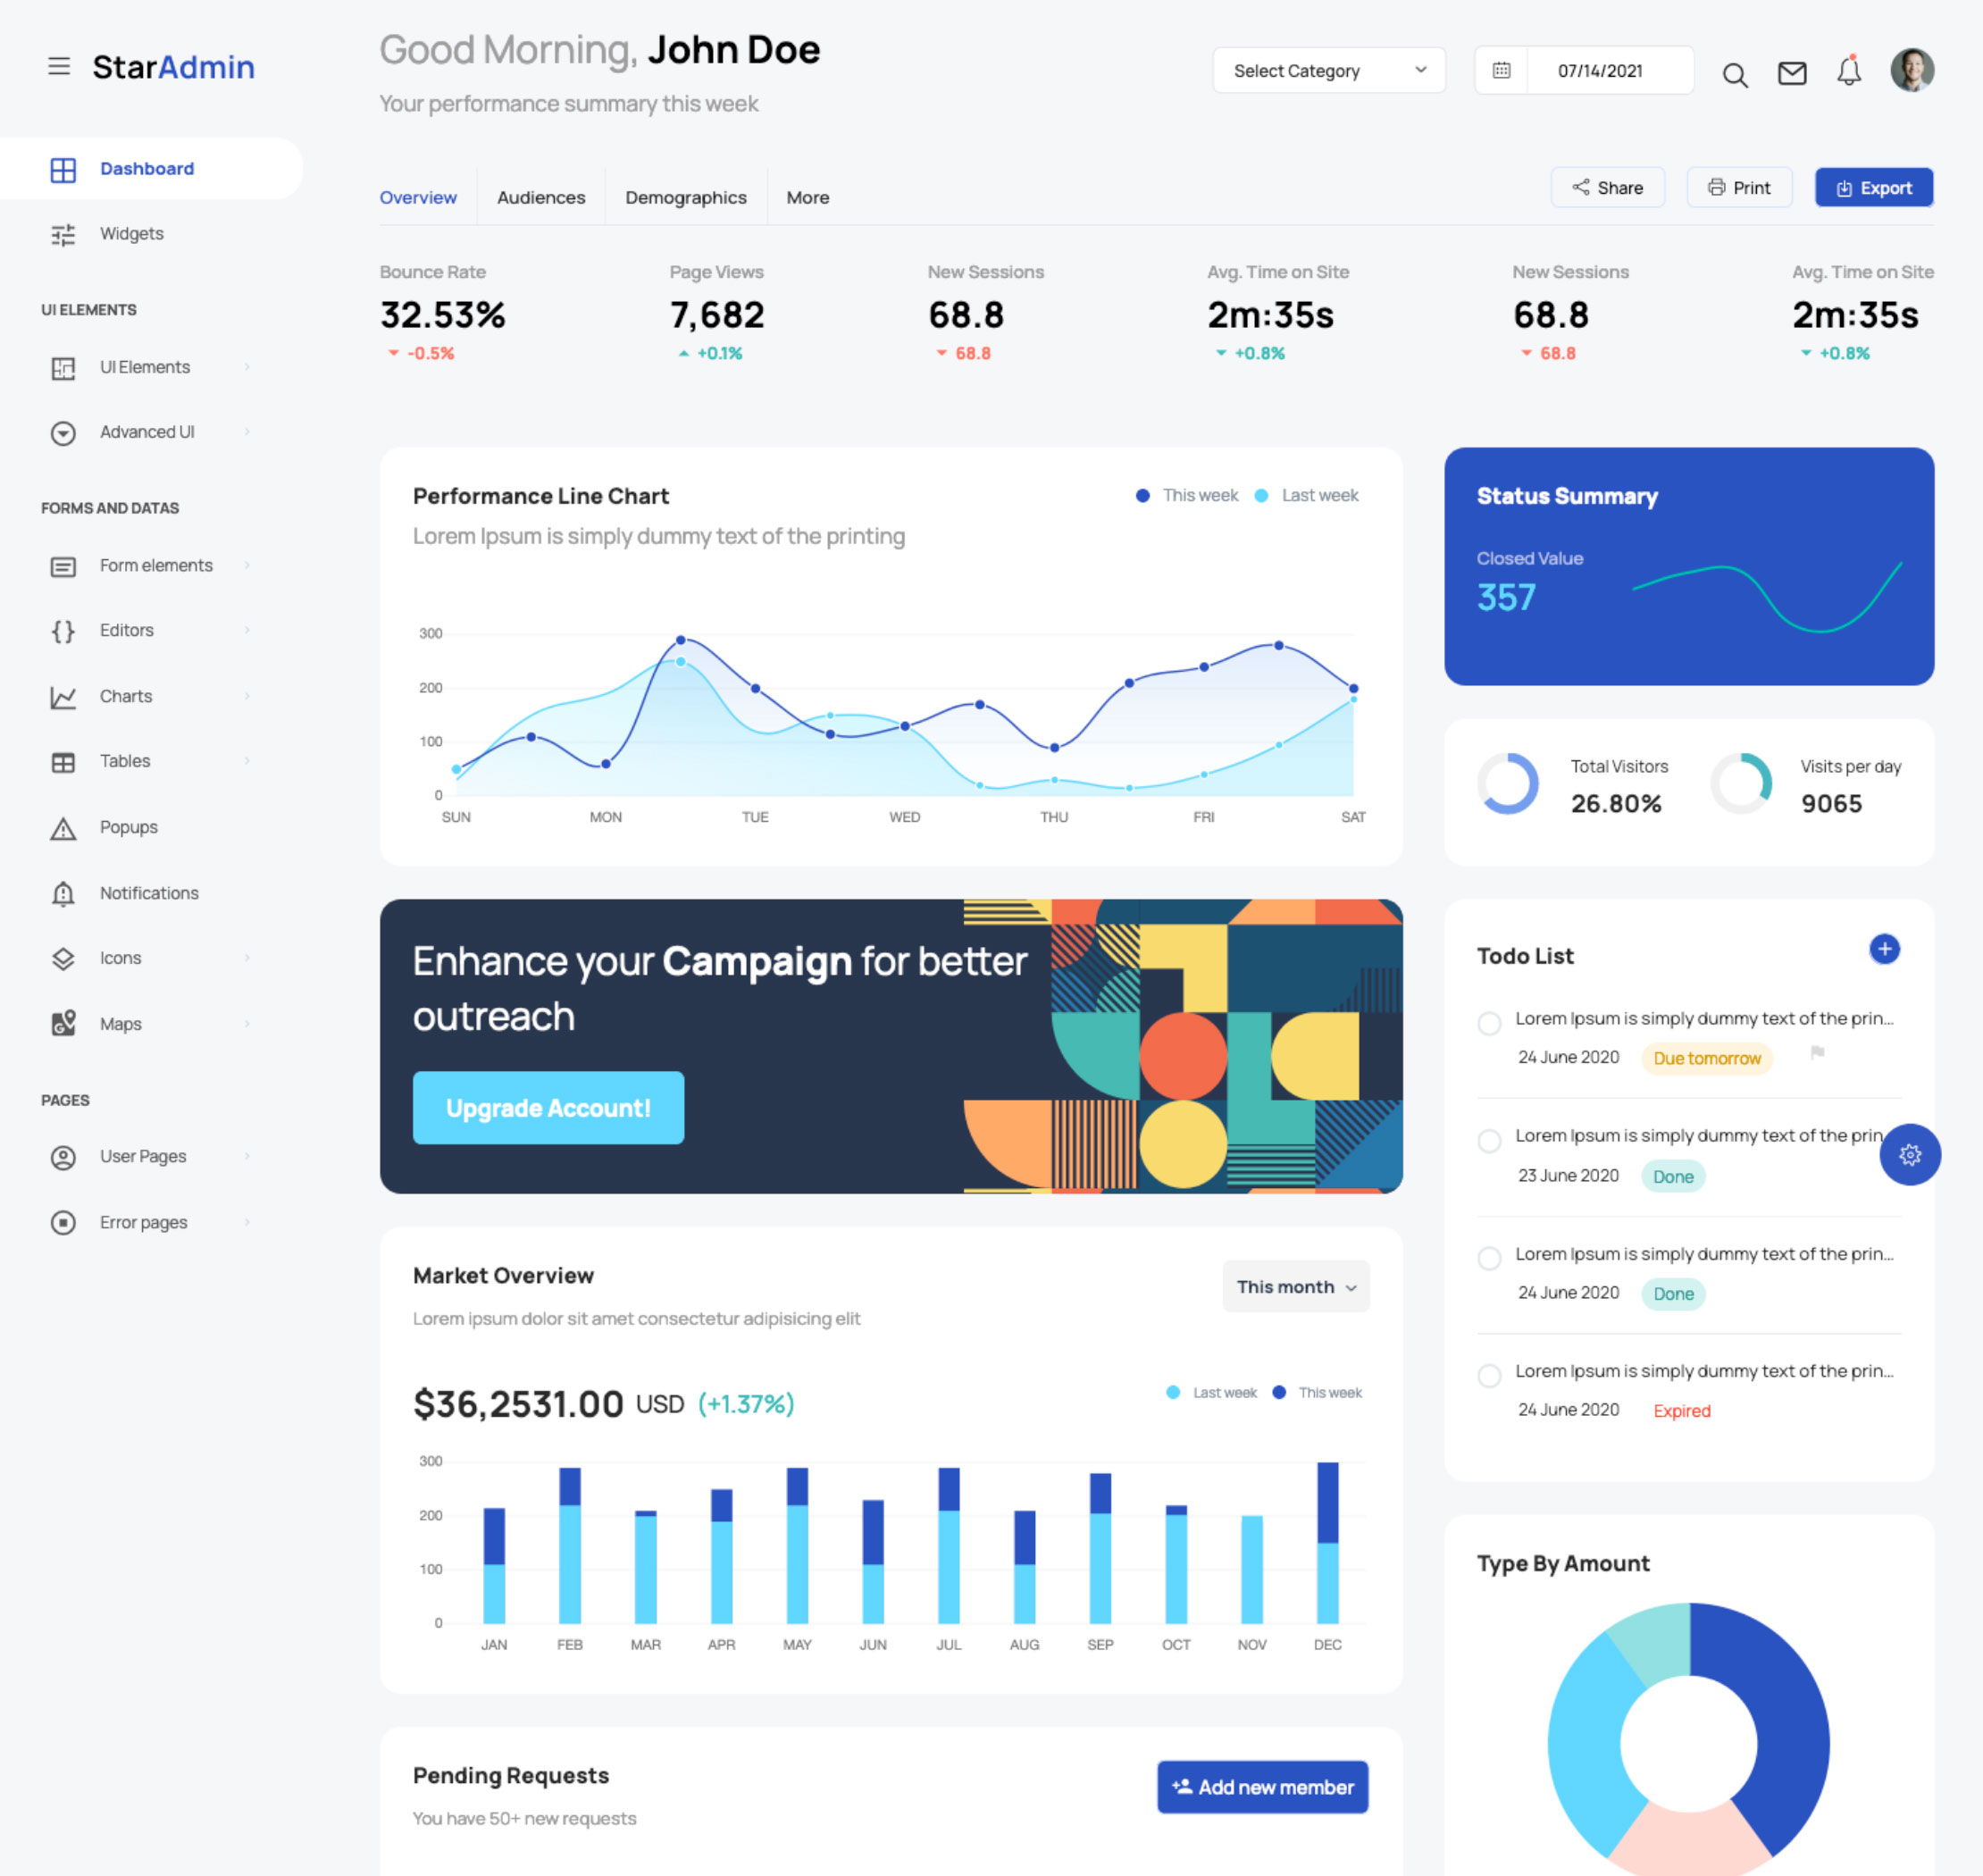 StarAdmin
Good Morning, John Doe
Your performance summary this week
Select Category
07/14/2021
Dashboard
Widgets
UI ELEMENTS
UI Elements
Advanced UI
FORMS AND DATAS
Form elements
Editors
Charts
Tables
Popups
Notifications
Icons
Maps
PAGES
User Pages
Error pages
Overview
Audiences
Demographics
More
Share
Print
Export
Bounce Rate
32.53%
-0.5%
Page Views
7,682
+0.1%
New Sessions
68.8
68.8
Avg. Time on Site
2m:35s
+0.8%
New Sessions
68.8
68.8
Avg. Time on Site
2m:35s
+0.8%
Performance Line Chart
This week
Last week
Lorem Ipsum is simply dummy text of the printing
300
200
100
0
SUN MON TUE WED THU FRI SAT
Status Summary
Closed Value
357
Total Visitors
26.80%
Visits per day
9065
Enhance your Campaign for better
outreach
Upgrade Account!
Todo List
Lorem Ipsum is simply dummy text of the prin...
24 June 2020 Due tomorrow
Lorem Ipsum is simply dummy text of the prin
23 June 2020 Done
Lorem Ipsum is simply dummy text of the prin...
24 June 2020 Done
Lorem Ipsum is simply dummy text of the prin...
24 June 2020 Expired
Market Overview
This month
Lorem ipsum dolor sit amet consectetur adipisicing elit
$36,2531.00 USD (+1.37%)
Last week
This week
300
200
100
0
JAN FEB MAR APR MAY JUN JUL AUG SEP OCT NOV DEC
Type By Amount
Pending Requests
You have 50+ new requests
Add new member